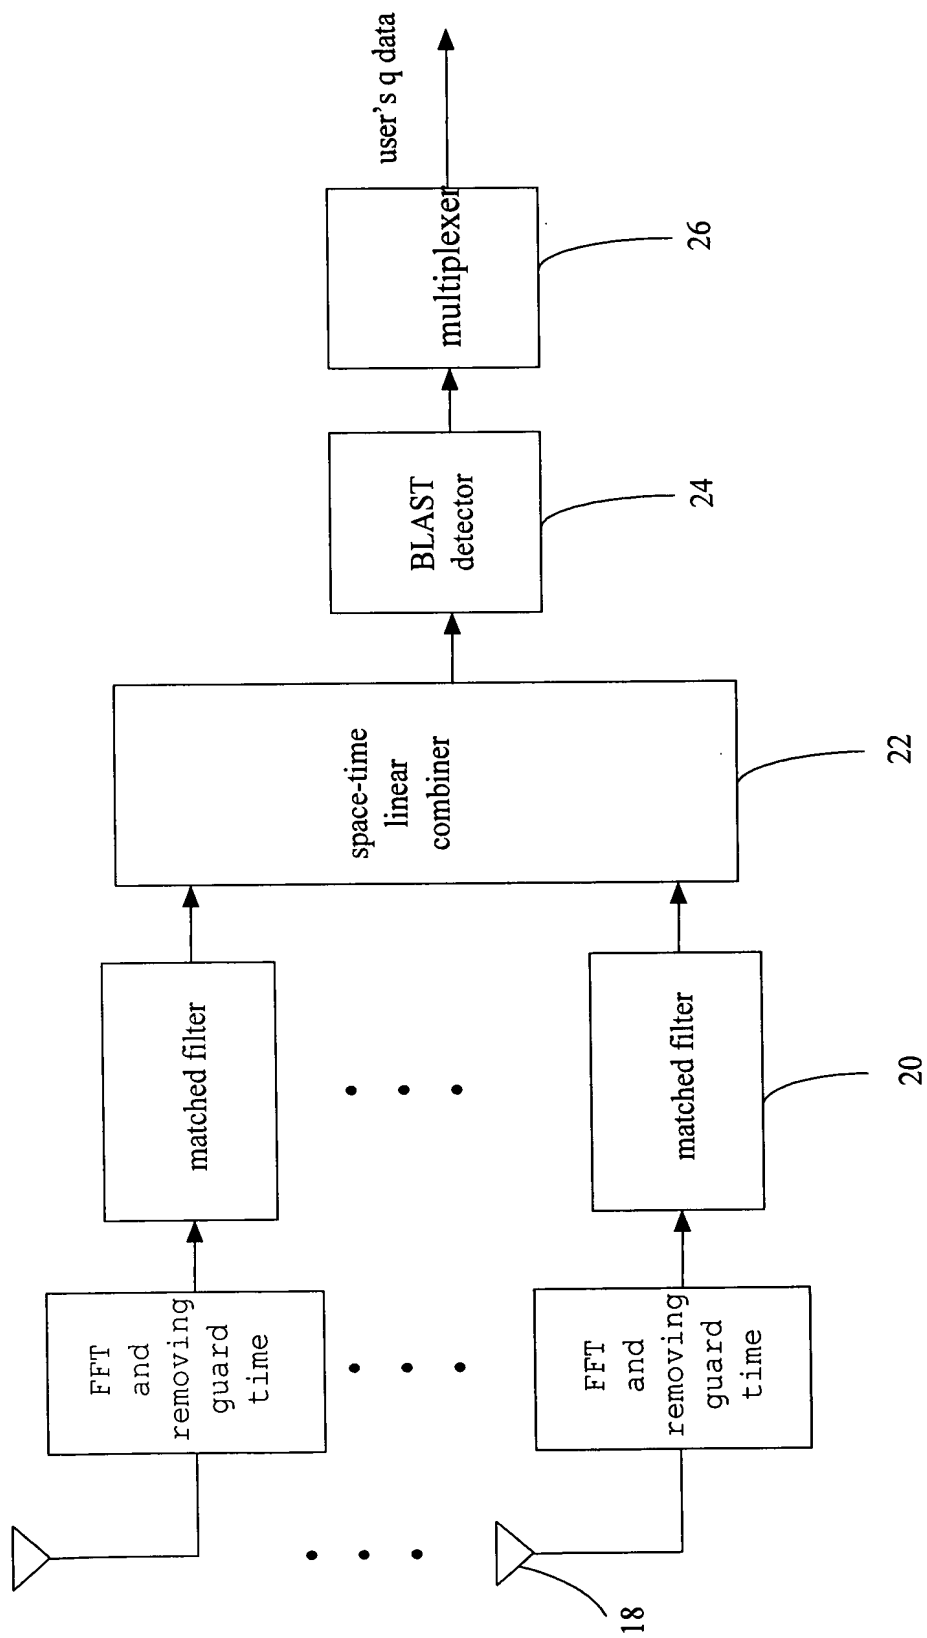 user's q data
multiplexer
26
BLAST
detector
24
space-time
linear
combiner
22
matched filter
matched filter
20
FFT
and
removing
guard
time
FFT
and
removing
guard
time
18